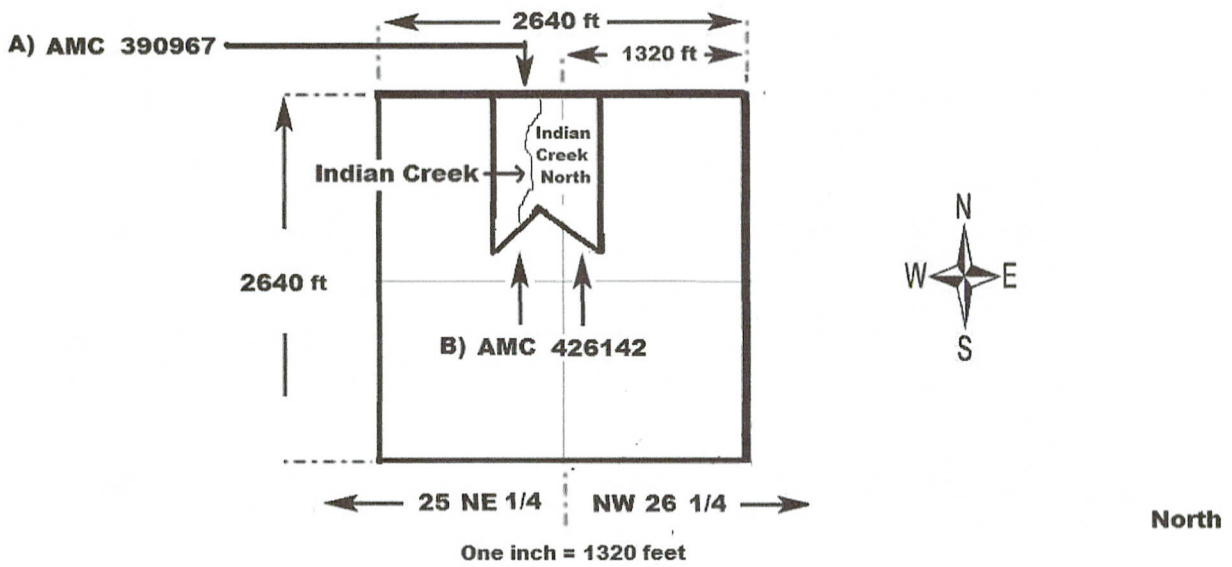 2640 ft
A) AMC 390967
1320 ft
Indian
Creek
North
Indian Creek
N
W E
S
2640 ft
B) AMC 426142
25 NE 1/4 NW 26 1/4
North
One inch = 1320 feet